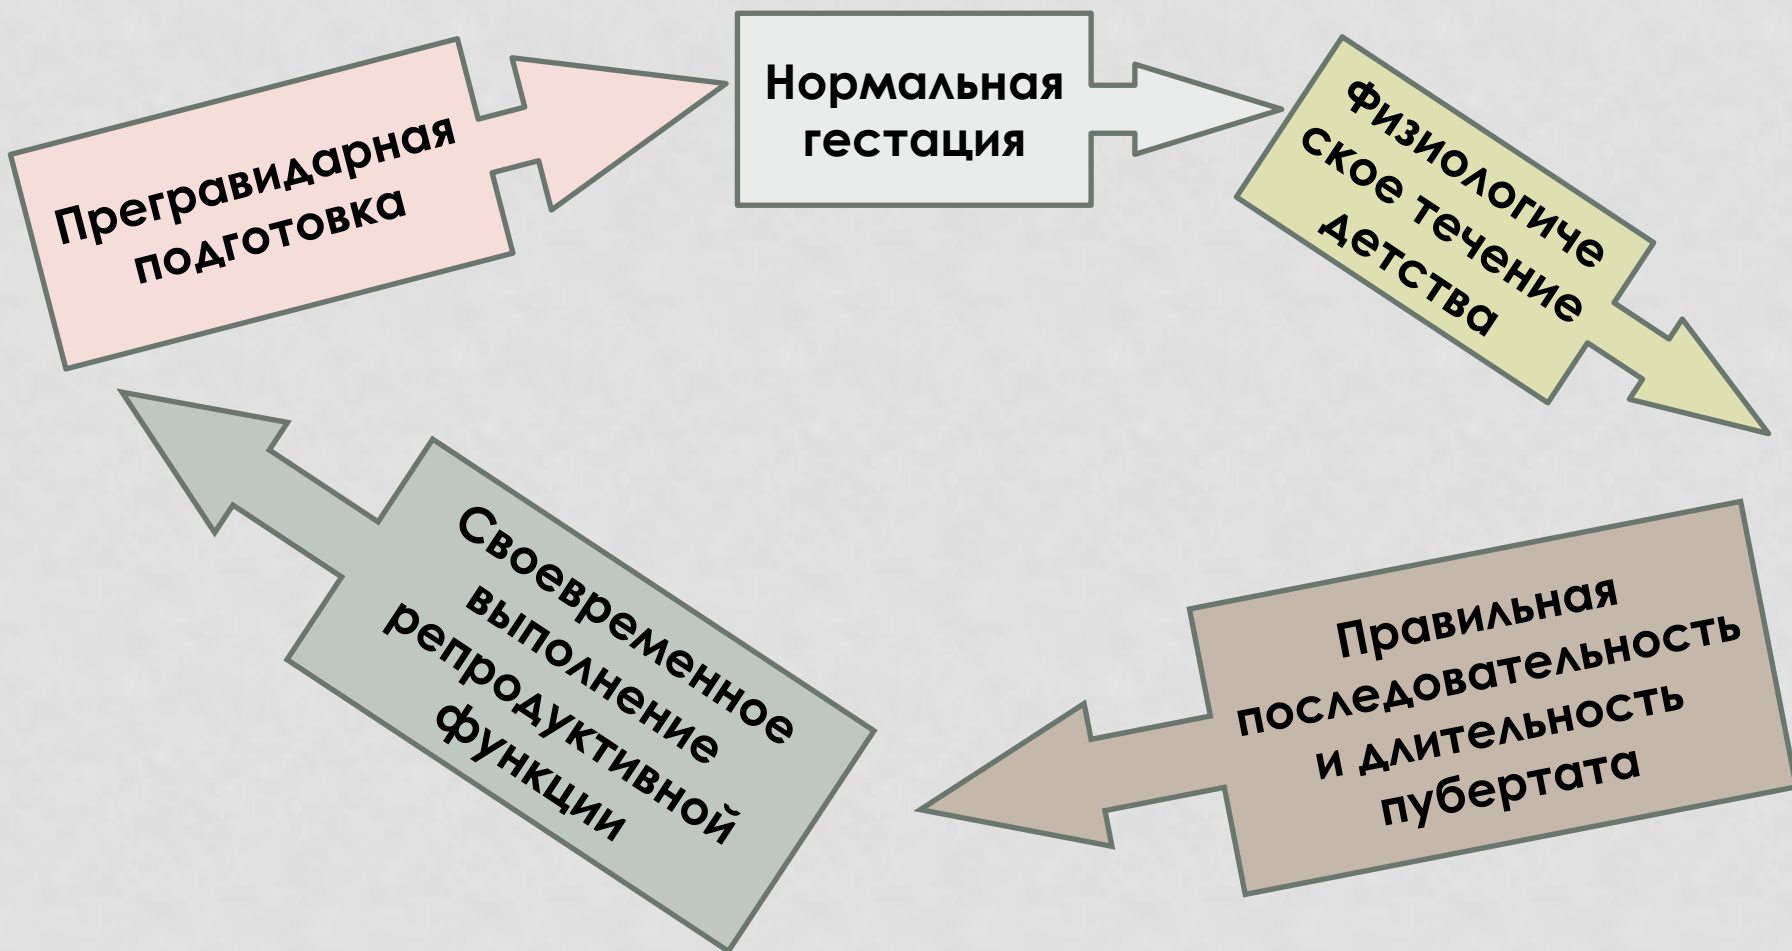 Прегравидарная
подготовка
Нормальная
гестация
Физиологиче
ское течение
детства
Правильная
последовательность
и длительность
пубертата
Своевременное
выполнение
репродуктивной
функции